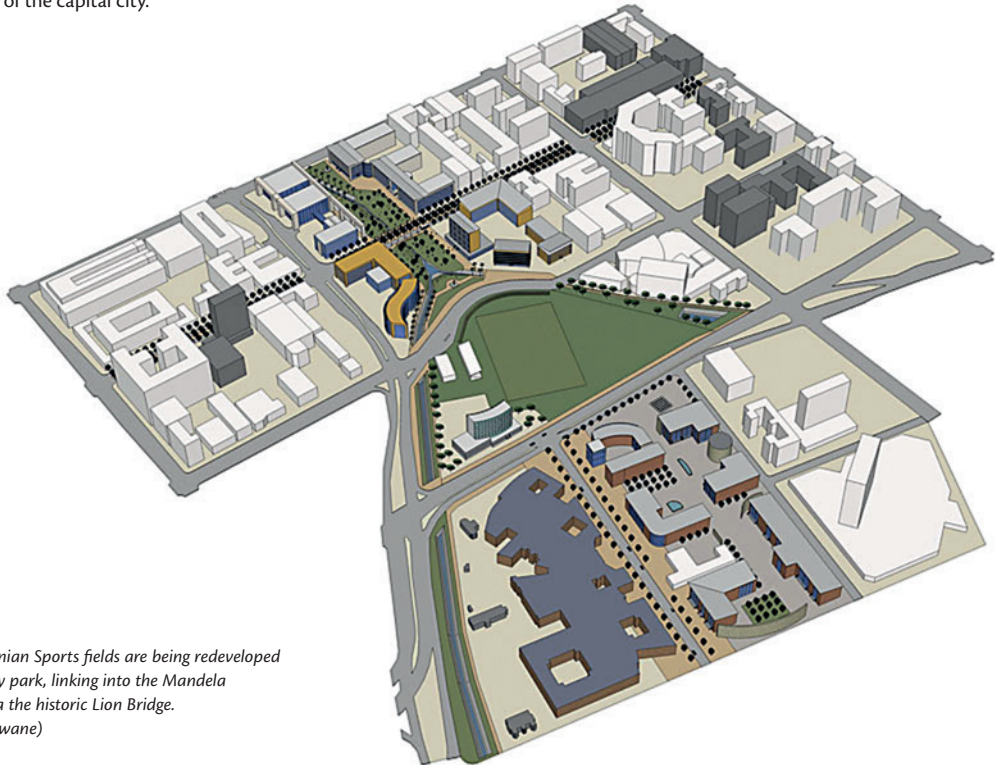 of the capital city.
nian Sports fields are being redeveloped
y park, linking into the Mandela
a the historic Lion Bridge.
wane)